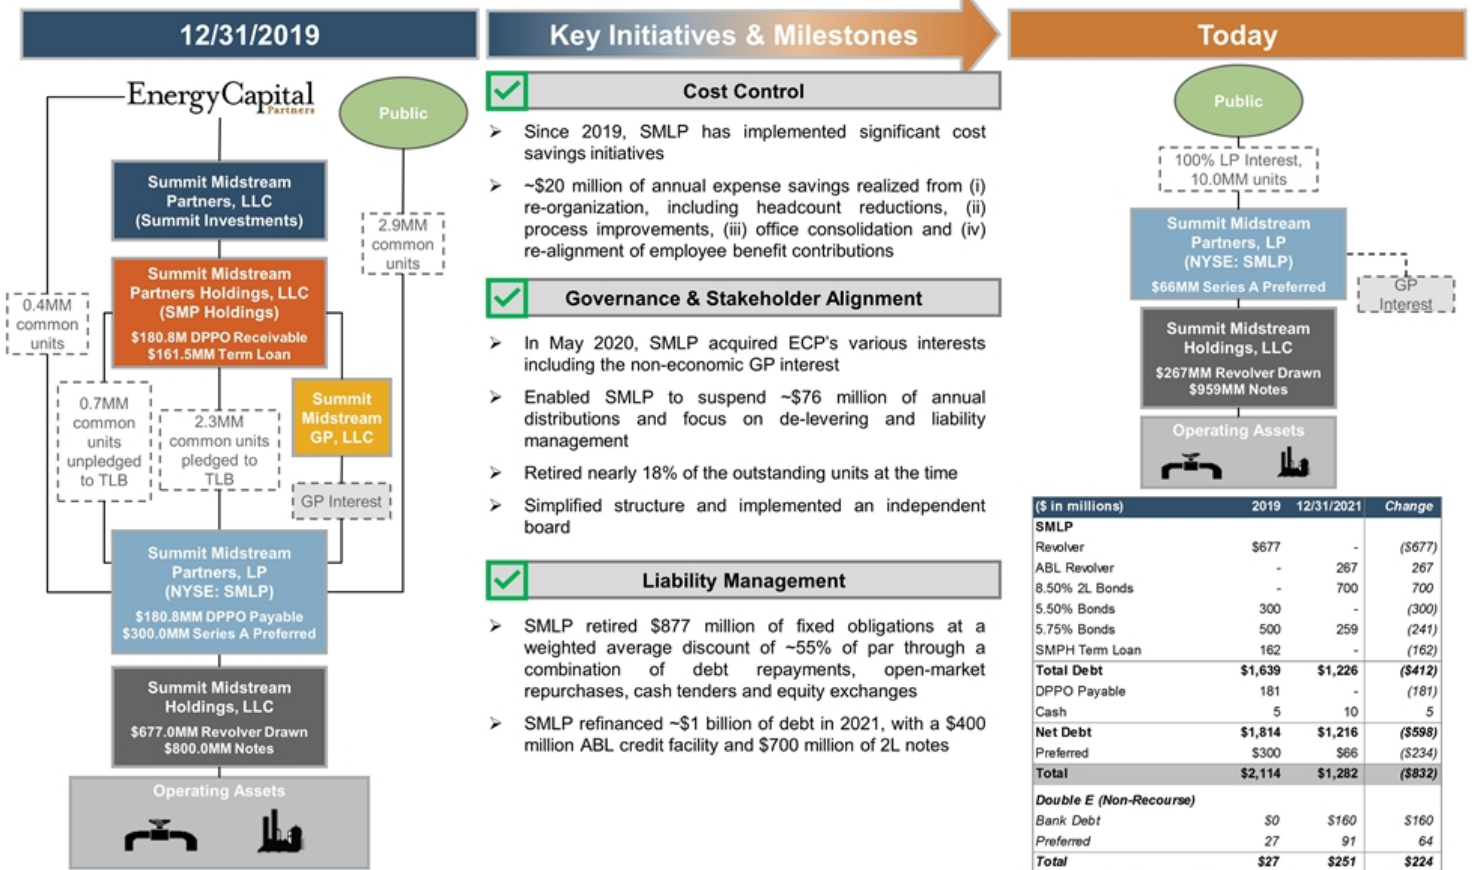 12/31/2019
EnergyCapital
Partners
Public
Summit Midstream
Partners, LLC
(Summit Investments)
2.9MM
common
units
Summit Midstream
Partners Holdings, LLC
(SMP Holdings)
$180.8M DPPO Receivable
$161.5MM Term Loan
0.4MM
common
units
0.7MM
common
units
unpledged
to TLB
2.3MM
common units
pledged to
TLB
Summit
Midstream
GP, LLC
GP Interest
Summit Midstream
Partners, LP
(NYSE: SMLP)
$180.8M DPPO Payable
$300.0MM Series A Preferred
Summit Midstream
Holdings, LLC
$677.0MM Revolver Drawn
$800.0MM Notes
Operating Assets
Key Initiatives & Milestones
Cost Control
➢ Since 2019, SMLP has implemented significant cost
savings initiatives
➢ ~$20 million of annual expense savings realized from (i)
re-organization, including headcount reductions, (ii)
process improvements, (iii) office consolidation and (iv)
re-alignment of employee benefit contributions
Governance & Stakeholder Alignment
➢ In May 2020, SMLP acquired ECP's various interests
including the non-economic GP interest
➢ Enabled SMLP to suspend ~$76 million of annual
distributions and focus on de-levering and liability
management
➢ Retired nearly 18% of the outstanding units at the time
➢ Simplified structure and implemented an independent
board
Liability Management
➢ SMLP retired $877 million of fixed obligations at a
weighted average discount of ~55% of par through a
combination of debt repayments, open-market
repurchases, cash tenders and equity exchanges
➢ SMLP refinanced ~$1 billion of debt in 2021, with a $400
million ABL credit facility and $700 million of 2L notes
Today
Public
100% LP Interest,
10.0MM units
Summit Midstream
Partners, LP
(NYSE: SMLP)
$66MM Series A Preferred
GP
Interest
Summit Midstream
Holdings, LLC
$267MM Revolver Drawn
$959MM Notes
Operating Assets
($ in millions) 2019 12/31/2021 Change
SMLP
Revolver $677 - ($677)
ABL Revolver - 267 267
8.50% 2L Bonds - 700 700
5.50% Bonds 300 - (300)
5.75% Bonds 500 259 (241)
SMPH Term Loan 162 - (162)
Total Debt $1,639 $1,226 ($412)
DPPO Payable 181 - (181)
Cash 5 10 5
Net Debt $1,814 $1,216 ($598)
Preferred $300 $66 ($234)
Total $2,114 $1,282 ($832)
Double E (Non-Recourse)
Bank Debt $0 $160 $160
Preferred 27 91 64
Total $27 $251 $224